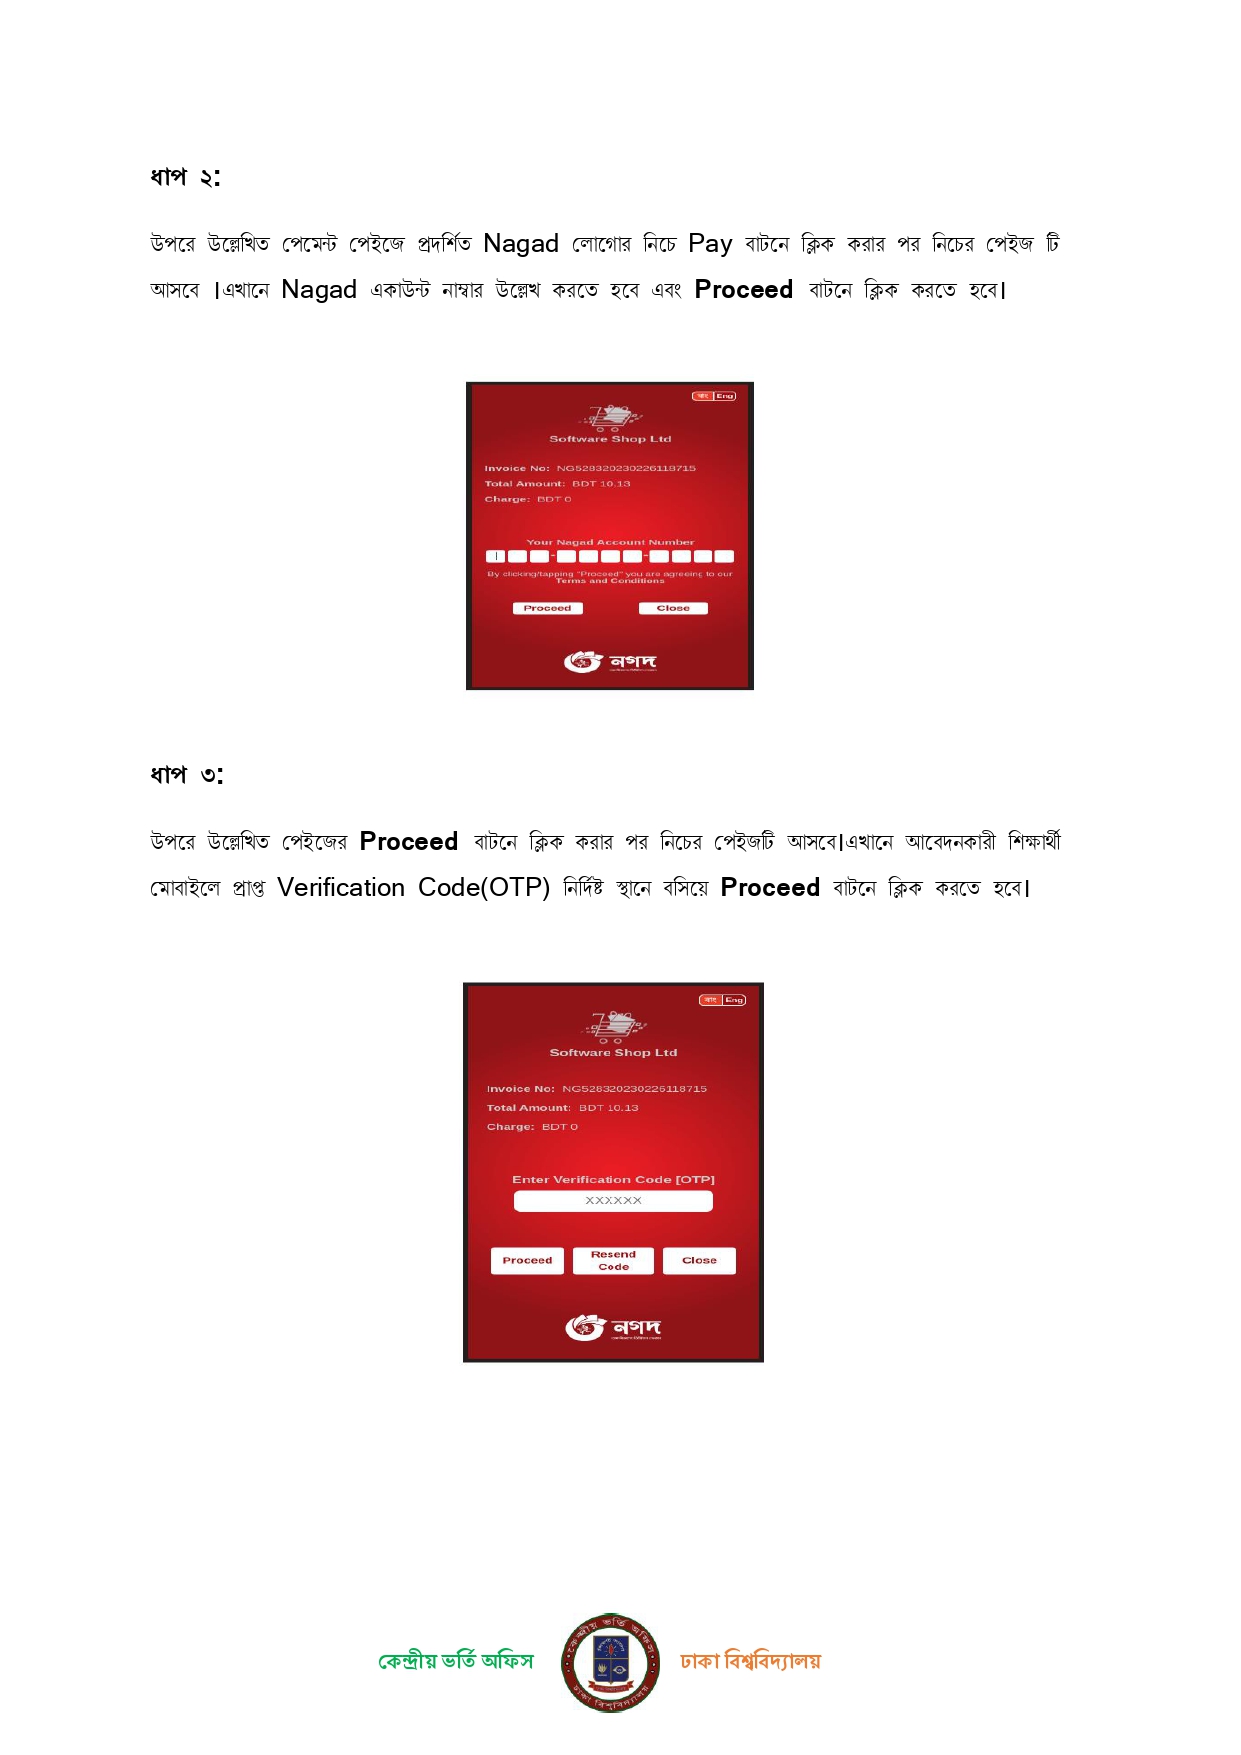 ধাপ ২:
উপরে উল্লেখিত পেমেন্ট পেইজে প্রদর্শিত Nagad লোগোর নিচে Pay বাটনে ক্লিক করার পর নিচের পেইজ টি
আসবে ।এখানে Nagad একাউন্ট নাম্বার উল্লেখ করতে হবে এবং Proceed বাটনে ক্লিক করতে হবে।
বাং Eng
Software Shop Ltd
Invoice No: NG528320230226118715
Total Amount: BDT 10.13
Charge: BDT 0
Your Nagad Account Number
By clicking/tapping "Proceed" you are agreeing to our
Terms and Conditions
Proceed Close
নগদ
ধাপ ৩:
উপরে উল্লেখিত পেইজের Proceed বাটনে ক্লিক করার পর নিচের পেইজটি আসবে।এখানে আবেদনকারী শিক্ষার্থী
মোবাইলে প্রাপ্ত Verification Code(OTP) নির্দিষ্ট স্থানে বসিয়ে Proceed বাটনে ক্লিক করতে হবে।
বাং Eng
Software Shop Ltd
Invoice No: NG528320230226118715
Total Amount: BDT 10.13
Charge: BDT 0
Enter Verification Code [OTP]
XXXXXX
Proceed Resend Code Close
নগদ
কেন্দ্রীয় ভর্তি অফিস
কেন্দ্রীয় ভর্তি অফিস
ঢাকা বিশ্ববিদ্যালয়
ঢাকা বিশ্ববিদ্যালয়